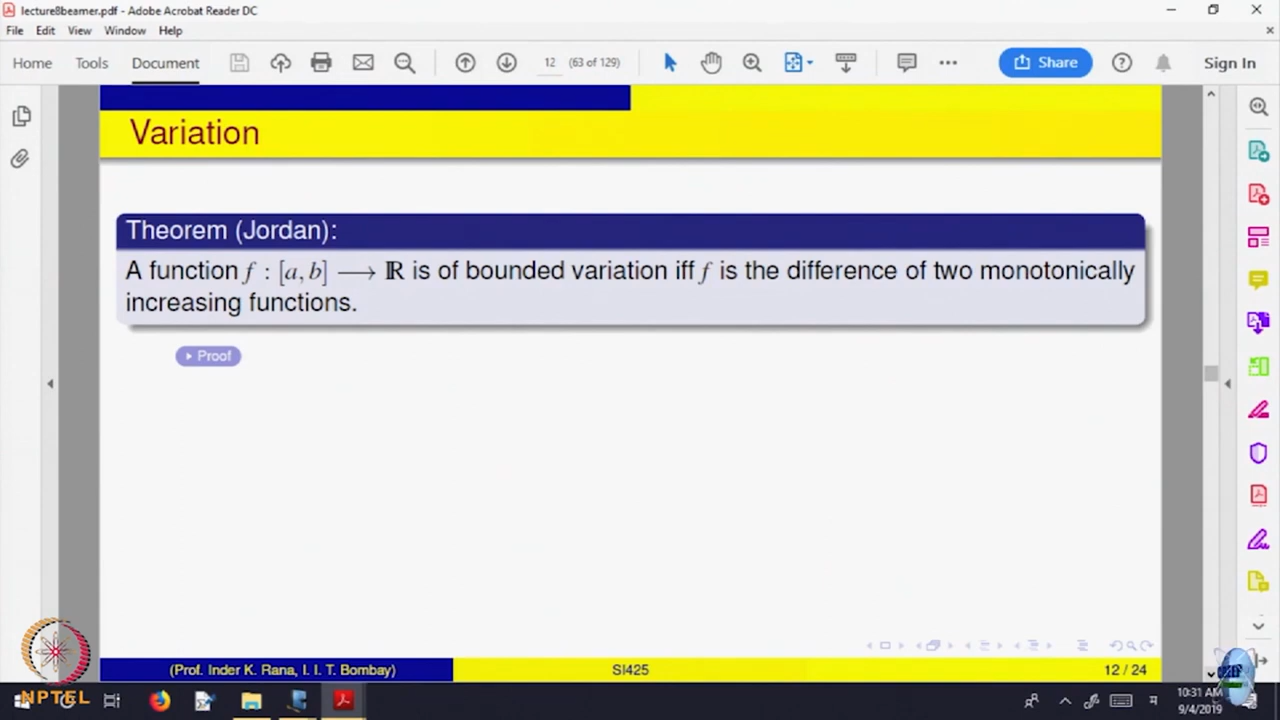 lecture8beamer.pdf - Adobe Acrobat Reader DC
File Edit View Window Help
Home Tools Document 12 (63 of 129) Share Sign In
Variation
Theorem (Jordan):
A function f : [a, b] ⟶ ℝ is of bounded variation iff f is the difference of two monotonically
increasing functions.
Proof
(Prof. Inder K. Rana, I. I. T. Bombay) SI425 12 / 24
NPTEL
म 10:31 AM
9/4/2019